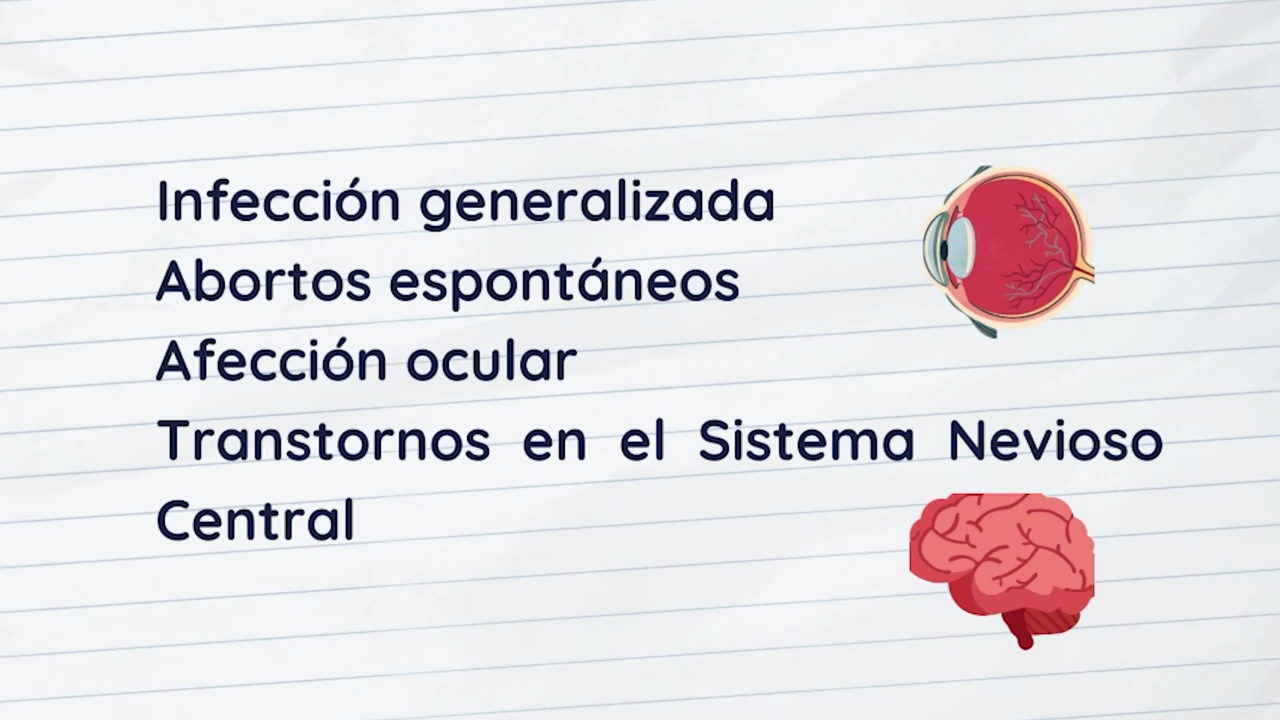 Infección generalizada
Abortos espontáneos
Afección ocular
Transtornos en el Sistema Nevioso
Central